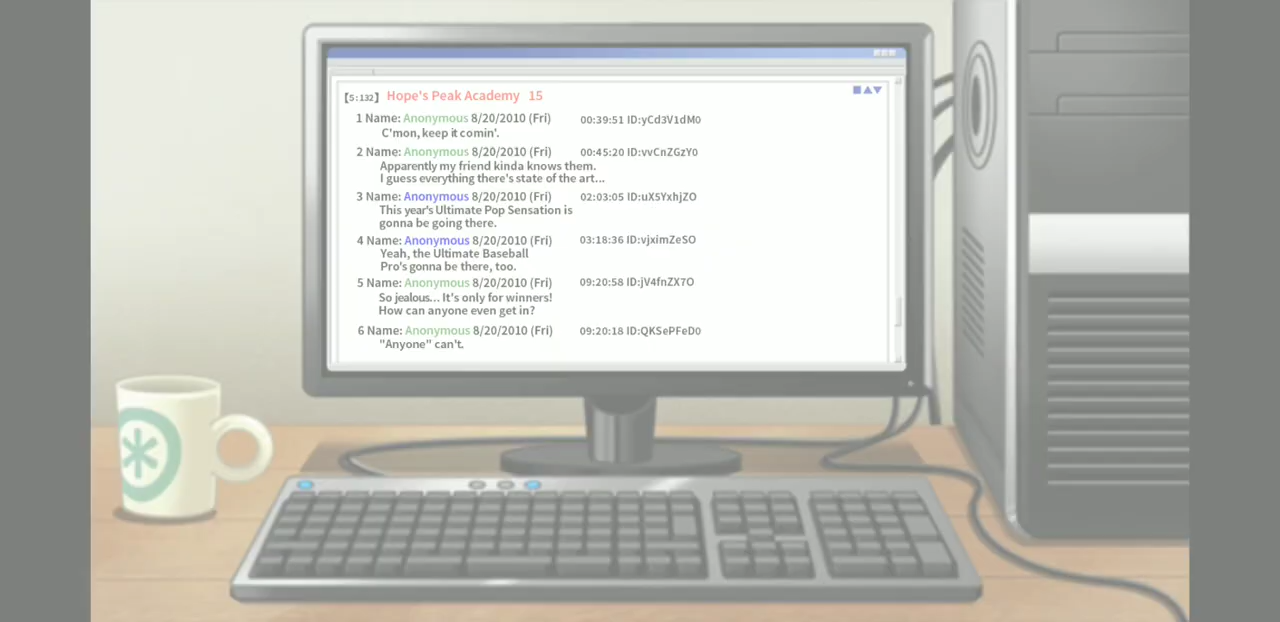 【5:132】 Hope's Peak Academy 15
1 Name: Anonymous 8/20/2010 (Fri) 00:39:51 ID:yCd3V1dM0
C'mon, keep it comin'.
2 Name: Anonymous 8/20/2010 (Fri) 00:45:20 ID:vvCnZGzY0
Apparently my friend kinda knows them.
I guess everything there's state of the art...
3 Name: Anonymous 8/20/2010 (Fri) 02:03:05 ID:uX5YxhjZO
This year's Ultimate Pop Sensation is
gonna be going there.
4 Name: Anonymous 8/20/2010 (Fri) 03:18:36 ID:vjximZeSO
Yeah, the Ultimate Baseball
Pro's gonna be there, too.
5 Name: Anonymous 8/20/2010 (Fri) 09:20:58 ID:jV4fnZX7O
So jealous... It's only for winners!
How can anyone even get in?
6 Name: Anonymous 8/20/2010 (Fri) 09:20:18 ID:QKSePFeD0
"Anyone" can't.